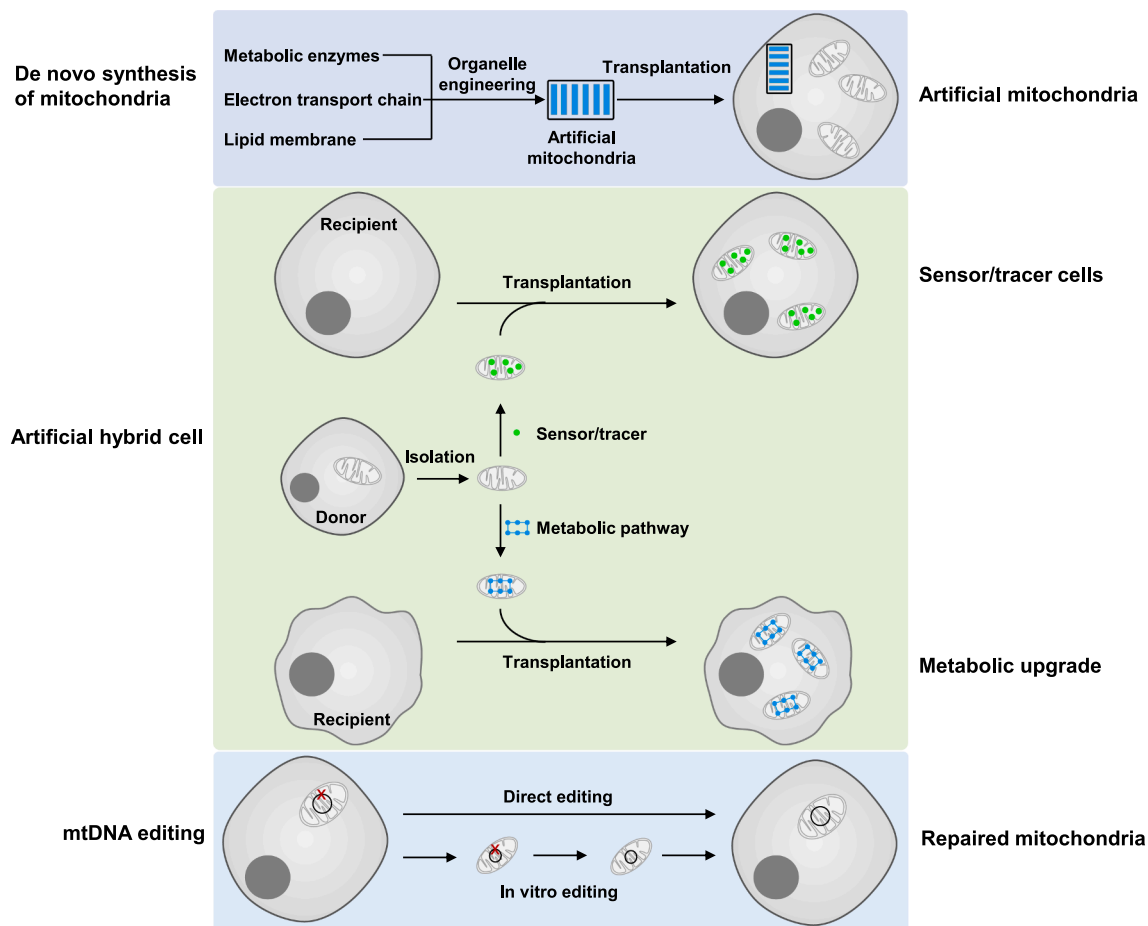 De novo synthesis
of mitochondria
Metabolic enzymes
Electron transport chain
Lipid membrane
Organelle
engineering
Artificial
mitochondria
Transplantation
Artificial mitochondria
Artificial hybrid cell
Recipient
Transplantation
Sensor/tracer cells
Sensor/tracer
Isolation
Donor
Metabolic pathway
Transplantation
Recipient
Metabolic upgrade
mtDNA editing
X
Direct editing
X
In vitro editing
Repaired mitochondria